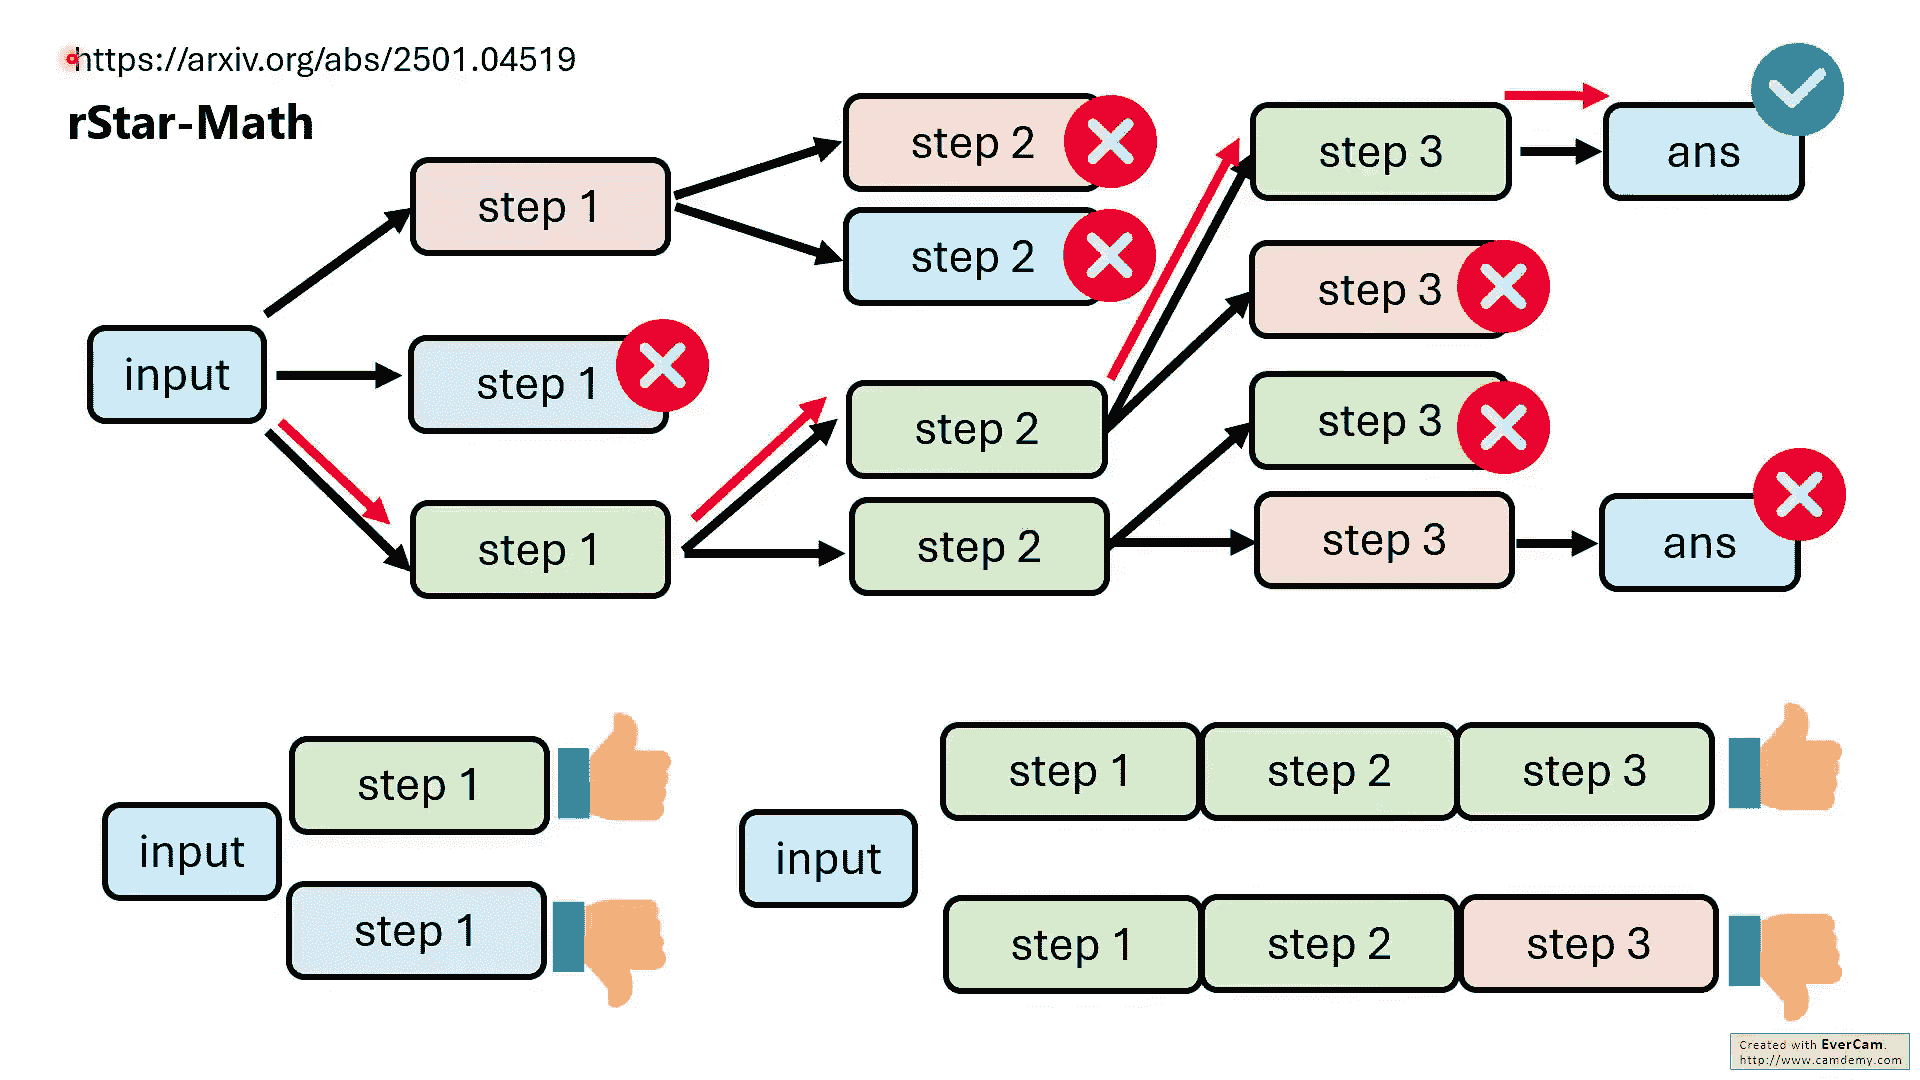 https://arxiv.org/abs/2501.04519
rStar-Math
step 2
step 3
ans
step 1
step 2
step 3
input
step 1
step 2
step 3
step 1
step 2
step 3
ans
step 1
input
step 1
step 1
step 2
step 3
input
step 1
step 2
step 3
Created with EverCam.
http://www.camdemy.com